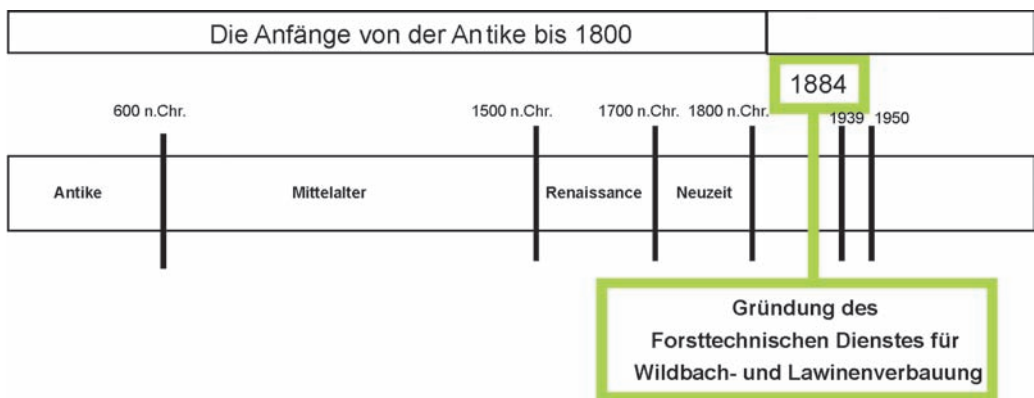 Die Anfänge von der Antike bis 1800
1884
600 n.Chr.
1500 n.Chr.
1700 n.Chr.
1800 n.Chr.
1939
1950
Antike
Mittelalter
Renaissance
Neuzeit
Gründung des
Forsttechnischen Dienstes für
Wildbach- und Lawinenverbauung